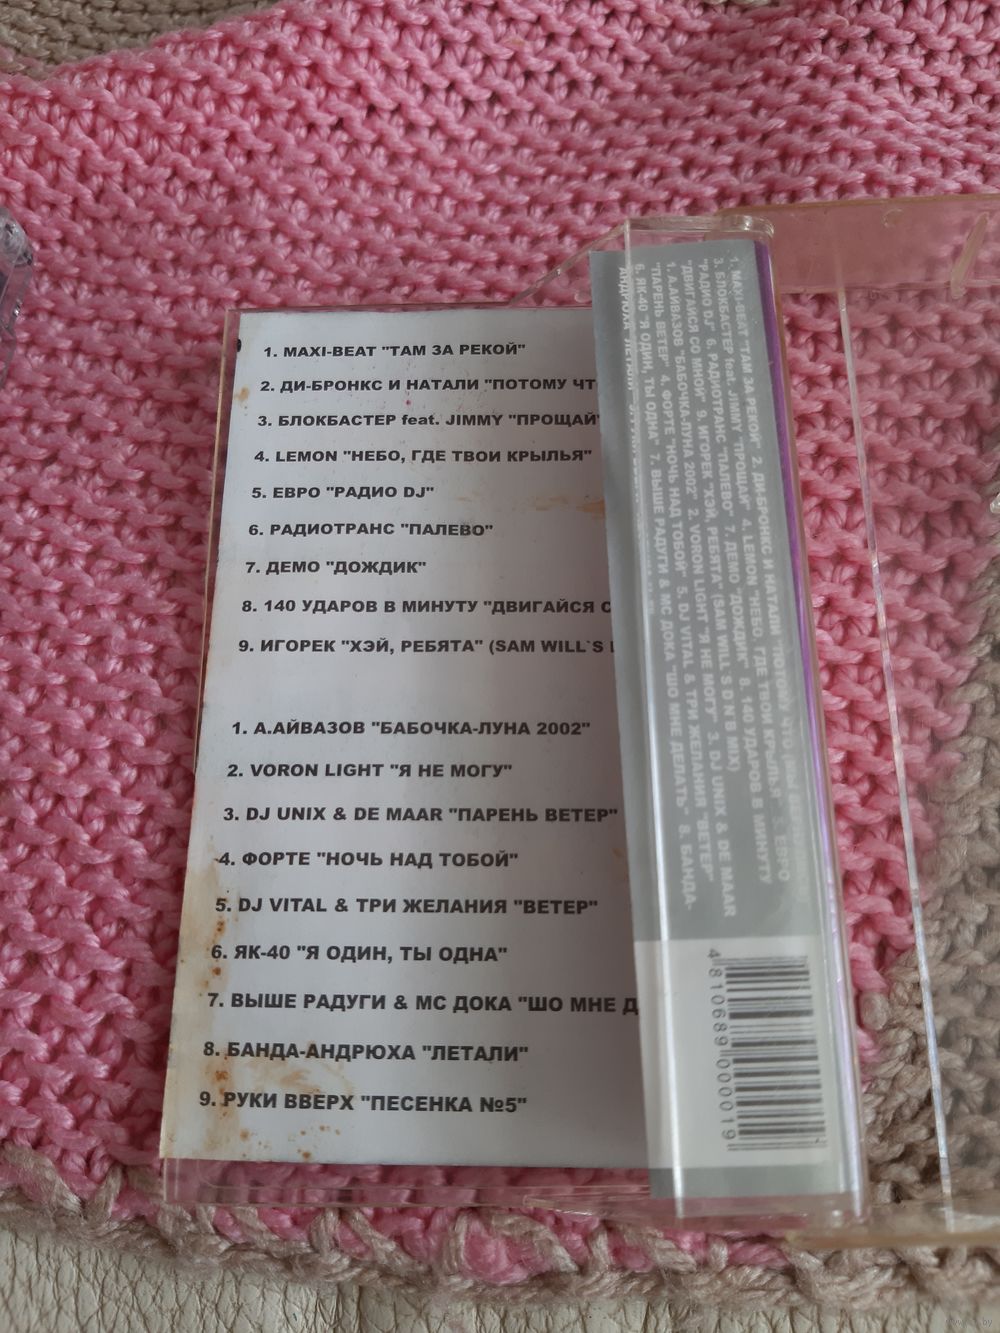 1. MAXI-BEAT "ТАМ ЗА РЕКОЙ"
2. ДИ-БРОНКС И НАТАЛИ "ПОТОМУ ЧТ
3. БЛОКБАСТЕР feat. JIMMY "ПРОЩАЙ"
4. LEMON "НЕБО, ГДЕ ТВОИ КРЫЛЬЯ"
5. ЕВРО "РАДИО DJ"
6. РАДИОТРАНС "ПАЛЕВО"
7. ДЕМО "ДОЖДИК"
8. 140 УДАРОВ В МИНУТУ "ДВИГАЙСЯ С
9. ИГОРЕК "ХЭЙ, РЕБЯТА" (SAM WILL`S
1. А.АЙВАЗОВ "БАБОЧКА-ЛУНА 2002"
2. VORON LIGHT "Я НЕ МОГУ"
3. DJ UNIX & DE MAAR "ПАРЕНЬ ВЕТЕР"
4. ФОРТЕ "НОЧЬ НАД ТОБОЙ"
5. DJ VITAL & ТРИ ЖЕЛАНИЯ "ВЕТЕР"
6. ЯК-40 "Я ОДИН, ТЫ ОДНА"
7. ВЫШЕ РАДУГИ & МС ДОКА "ШО МНЕ Д
8. БАНДА-АНДРЮХА "ЛЕТАЛИ"
9. РУКИ ВВЕРХ "ПЕСЕНКА №5"
1. MAXI-BEAT "ТАМ ЗА РЕКОЙ" 2. ДИ-БРОНКС И НАТАЛИ "ПОТОМУ ЧТО
3. БЛОКБАСТЕР feat. JIMMY "ПРОЩАЙ" 4. LEMON "НЕБО, ГДЕ ТВОИ КРЫЛЬЯ" 5. ЕВРО
"РАДИО DJ" 6. РАДИОТРАНС "ПАЛЕВО" 7. ДЕМО "ДОЖДИК" 8. 140 УДАРОВ В МИНУТУ
"ДВИГАЙСЯ СО МНОЙ" 9. ИГОРЕК "ХЭЙ, РЕБЯТА" (SAM WILL`S D N B MIX)
1. А.АЙВАЗОВ "БАБОЧКА-ЛУНА 2002" 2. VORON LIGHT "Я НЕ МОГУ" 3. DJ UNIX & DE MAAR
"ПАРЕНЬ ВЕТЕР" 4. ФОРТЕ "НОЧЬ НАД ТОБОЙ" 5. DJ VITAL & ТРИ ЖЕЛАНИЯ "ВЕТЕР"
6. ЯК-40 "Я ОДИН, ТЫ ОДНА" 7. ВЫШЕ РАДУГИ & МС ДОКА "ШО МНЕ ДЕЛАТЬ" 8. БАНДА-
АНДРЮХА "ЛЕТАЛИ"
4810689000019